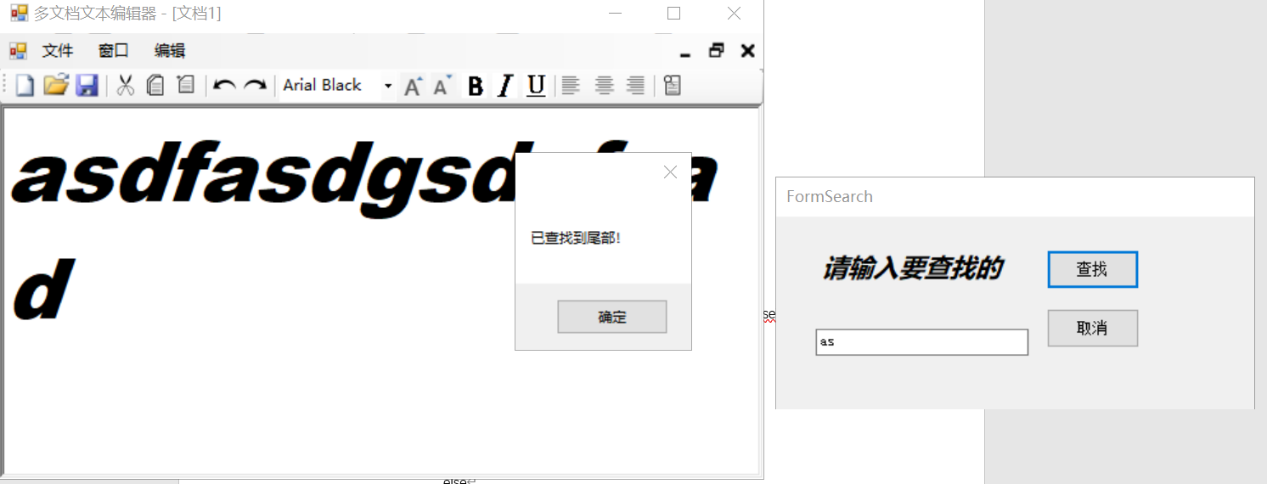 多文档文本编辑器 - [文档1]
文件 窗口 编辑
Arial Black A A B I U
asdfasdgsd
a
d
已查找到尾部!
确定
FormSearch
请输入要查找的
查找
取消
as
se
else